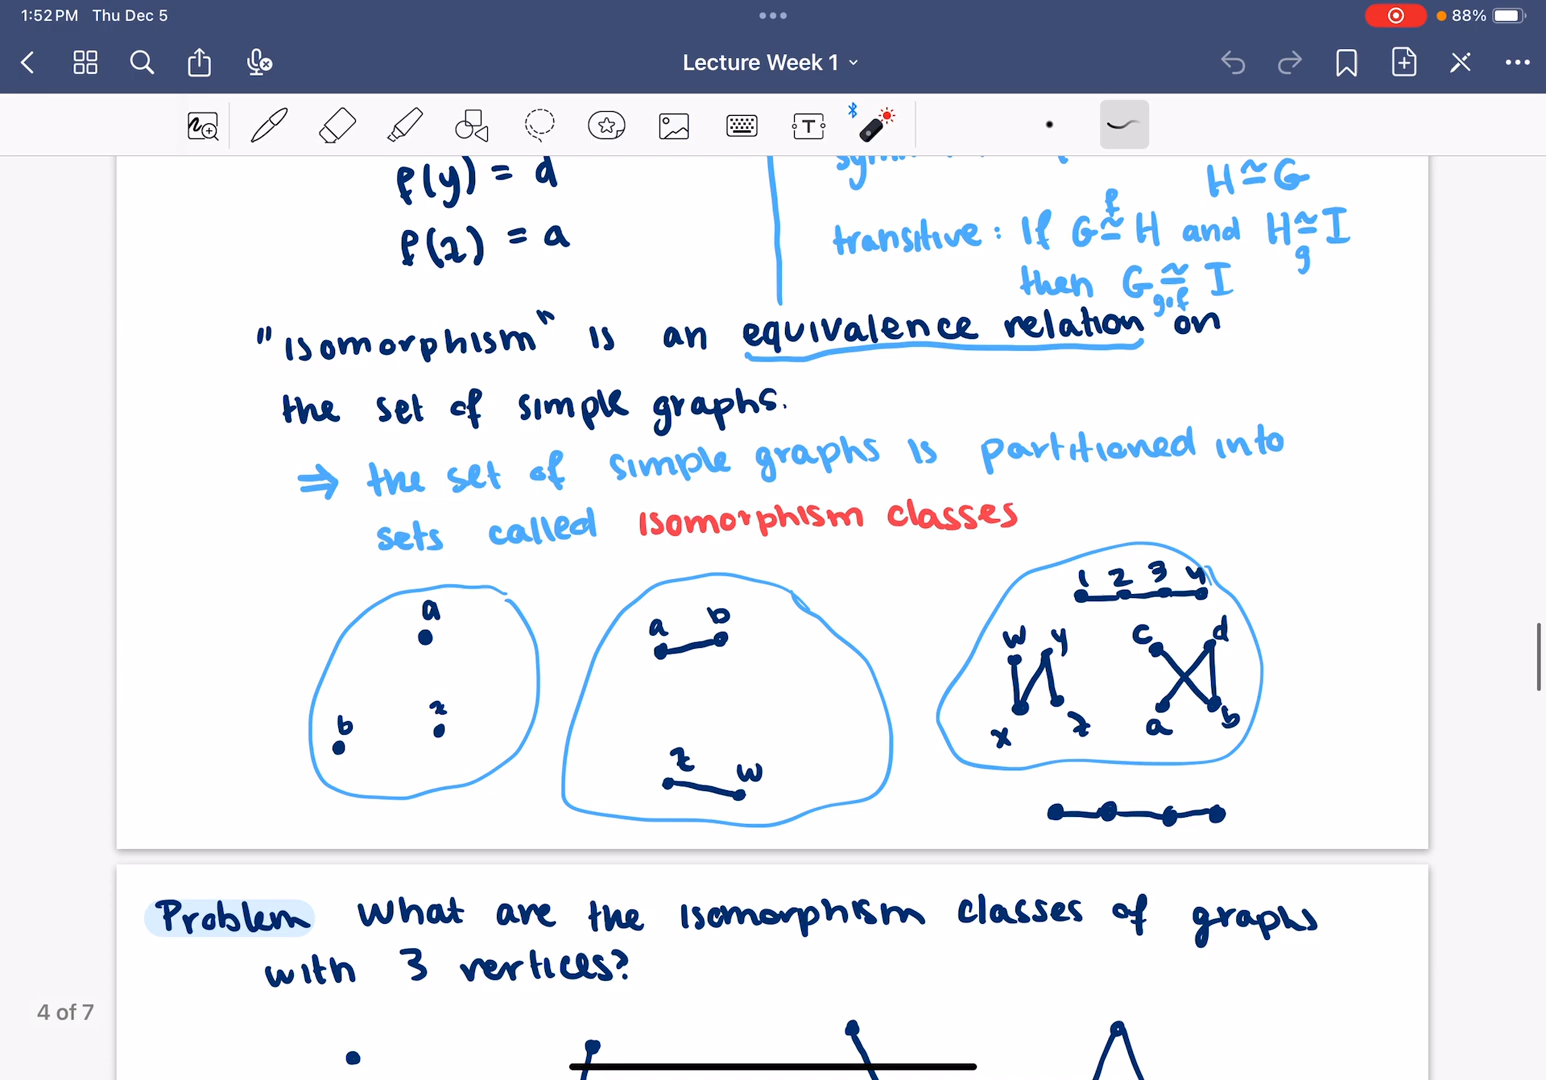 1:52 PM Thu Dec 5
88%
Lecture Week 1
T
f(y) = d
f(z) = a
H ≅ G
transitive: If G ≅ H and H ≅ I
f
g
then G ≅ I
g∘f
"isomorphism" is an equivalence relation on
the set of simple graphs.
⇒ the set of simple graphs is partitioned into
sets called isomorphism classes
a
b
z
a b
z w
1 2 3 4
w y
x z
c d
a b
Problem What are the isomorphism classes of graphs
with 3 vertices?
4 of 7